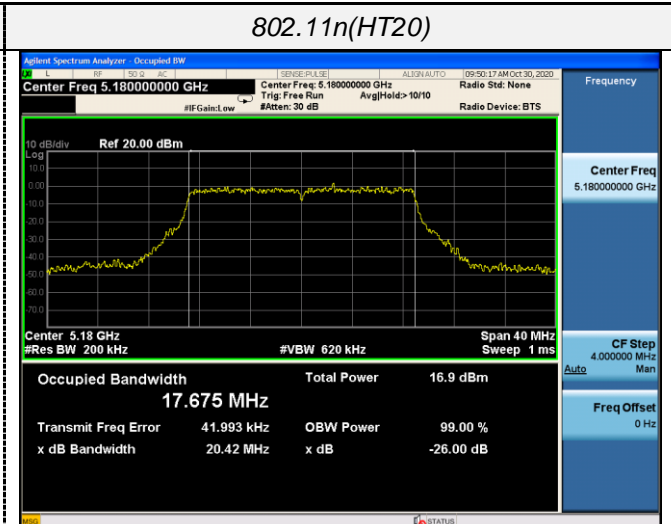 802.11n(HT20)
Agilent Spectrum Analyzer - Occupied BW
L RF 50 Ω AC SENSE:PULSE ALIGN AUTO 09:50:17 AM Oct 30, 2020
Center Freq 5.180000000 GHz
Center Freq: 5.180000000 GHz
Radio Std: None
Trig: Free Run Avg|Hold:> 10/10
#IFGain:Low
#Atten: 30 dB
Radio Device: BTS
Frequency
10 dB/div Ref 20.00 dBm
Log
10.0
0.00
-10.0
-20.0
-30.0
-40.0
-50.0
-60.0
-70.0
Center Freq
5.180000000 GHz
Center 5.18 GHz
Span 40 MHz
#Res BW 200 kHz
#VBW 620 kHz
Sweep 1 ms
CF Step
4.000000 MHz
Auto Man
Occupied Bandwidth
17.675 MHz
Total Power 16.9 dBm
Transmit Freq Error 41.993 kHz
OBW Power 99.00 %
x dB Bandwidth 20.42 MHz
x dB -26.00 dB
Freq Offset
0 Hz
MSG
STATUS